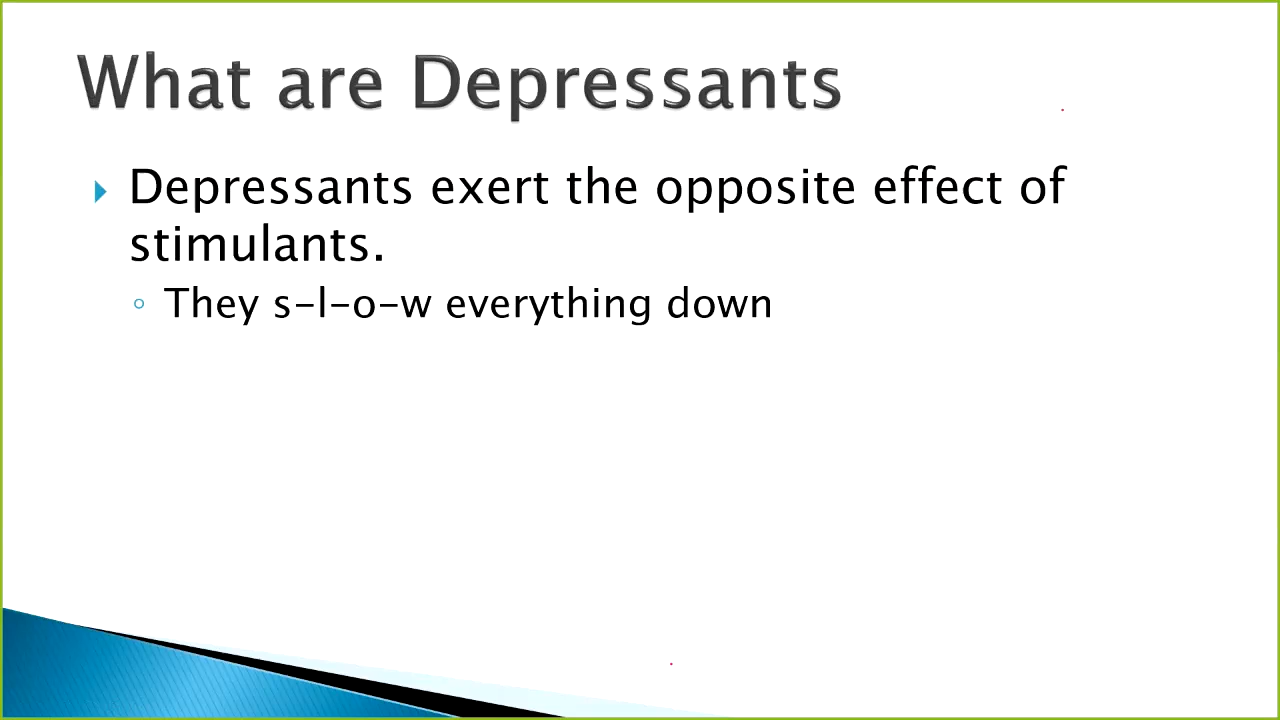 What are Depressants
Depressants exert the opposite effect of
stimulants.
They s-l-o-w everything down